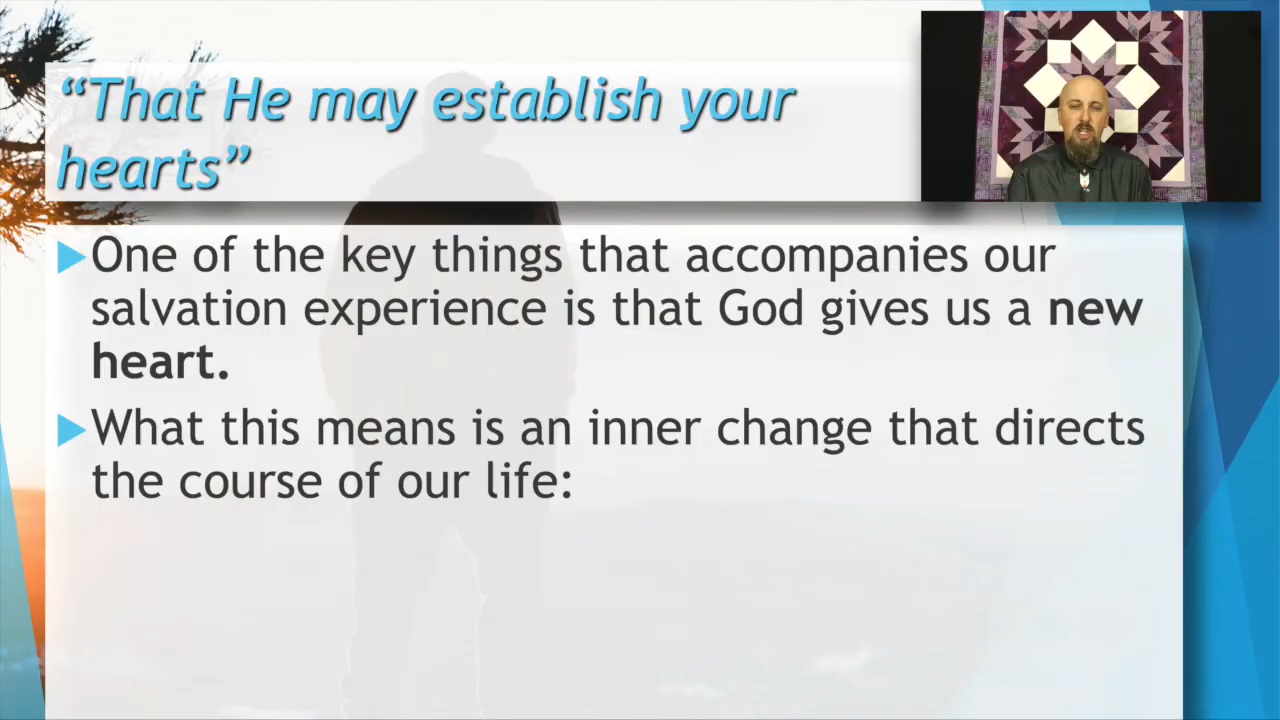 “That He may establish your
hearts”
One of the key things that accompanies our
salvation experience is that God gives us a new
heart.
What this means is an inner change that directs
the course of our life: